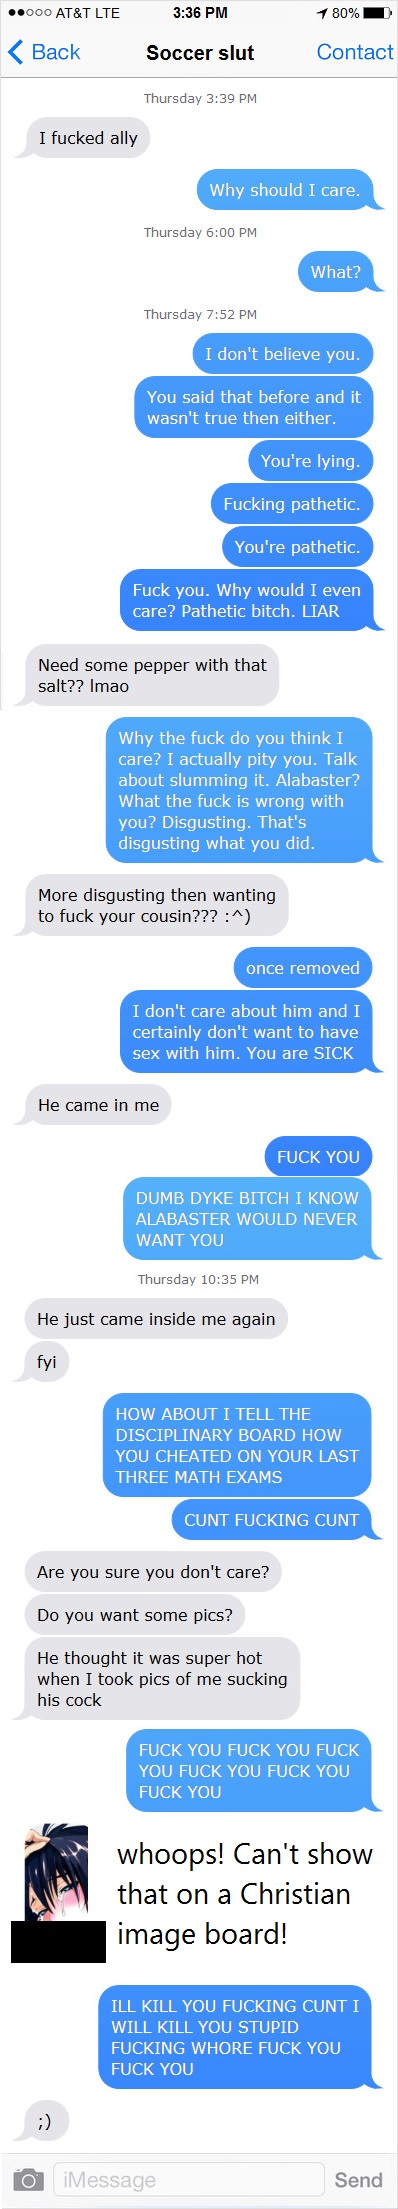 AT&T LTE 3:36 PM 80%
Back Soccer slut Contact
Thursday 3:39 PM
I fucked ally
Why should I care.
Thursday 6:00 PM
What?
Thursday 7:52 PM
I don't believe you.
You said that before and it
wasn't true then either.
You're lying.
Fucking pathetic.
You're pathetic.
Fuck you. Why would I even
care? Pathetic bitch. LIAR
Need some pepper with that
salt?? lmao
Why the fuck do you think I
care? I actually pity you. Talk
about slumming it. Alabaster?
What the fuck is wrong with
you? Disgusting. That's
disgusting what you did.
More disgusting then wanting
to fuck your cousin??? :^)
once removed
I don't care about him and I
certainly don't want to have
sex with him. You are SICK
He came in me
FUCK YOU
DUMB DYKE BITCH I KNOW
ALABASTER WOULD NEVER
WANT YOU
Thursday 10:35 PM
He just came inside me again
fyi
HOW ABOUT I TELL THE
DISCIPLINARY BOARD HOW
YOU CHEATED ON YOUR LAST
THREE MATH EXAMS
CUNT FUCKING CUNT
Are you sure you don't care?
Do you want some pics?
He thought it was super hot
when I took pics of me sucking
his cock
FUCK YOU FUCK YOU FUCK
YOU FUCK YOU FUCK YOU
FUCK YOU
whoops! Can't show
that on a Christian
image board!
ILL KILL YOU FUCKING CUNT I
WILL KILL YOU STUPID
FUCKING WHORE FUCK YOU
FUCK YOU
;)
iMessage Send